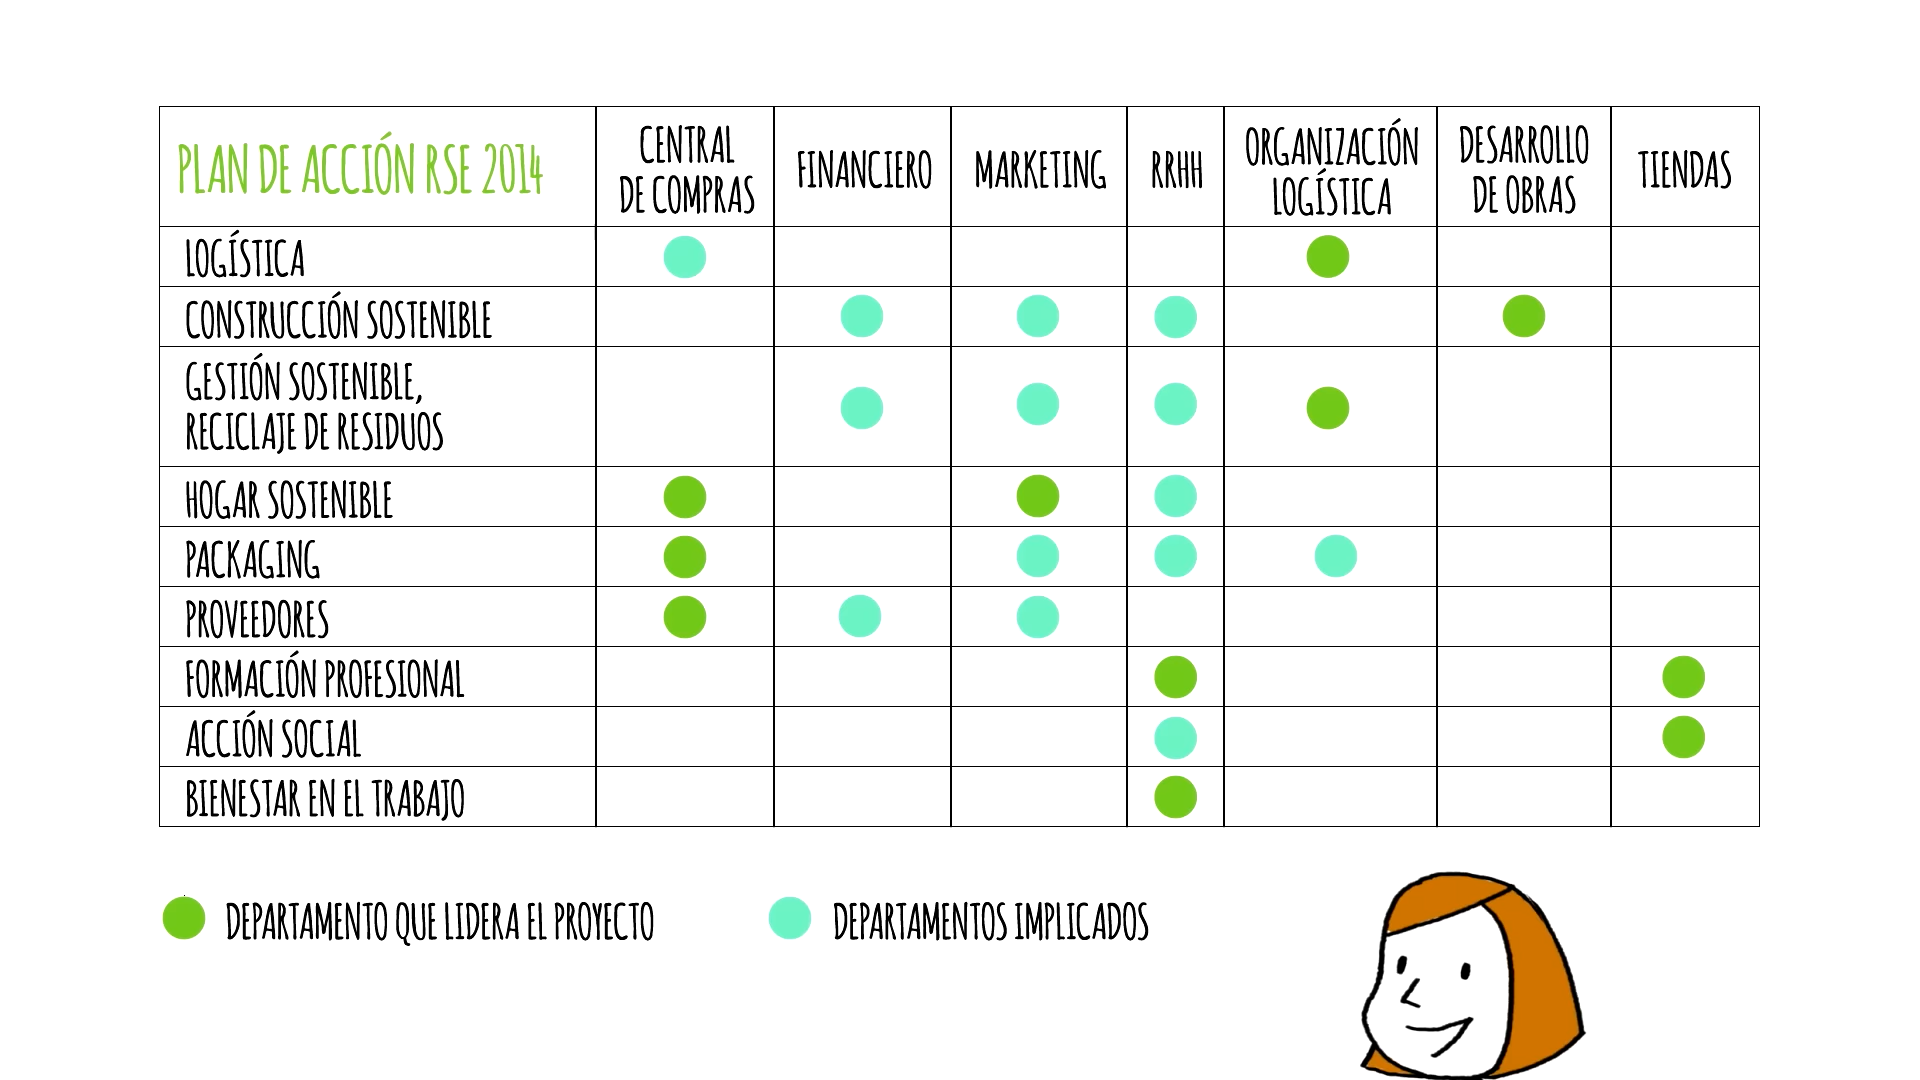 PLAN DE ACCIÓN RSE 2014
CENTRAL
DE COMPRAS
FINANCIERO
MARKETING
RRHH
ORGANIZACIÓN
LOGÍSTICA
DESARROLLO
DE OBRAS
TIENDAS
LOGÍSTICA
CONSTRUCCIÓN SOSTENIBLE
GESTIÓN SOSTENIBLE,
RECICLAJE DE RESIDUOS
HOGAR SOSTENIBLE
PACKAGING
PROVEEDORES
FORMACIÓN PROFESIONAL
ACCIÓN SOCIAL
BIENESTAR EN EL TRABAJO
DEPARTAMENTO QUE LIDERA EL PROYECTO
DEPARTAMENTOS IMPLICADOS